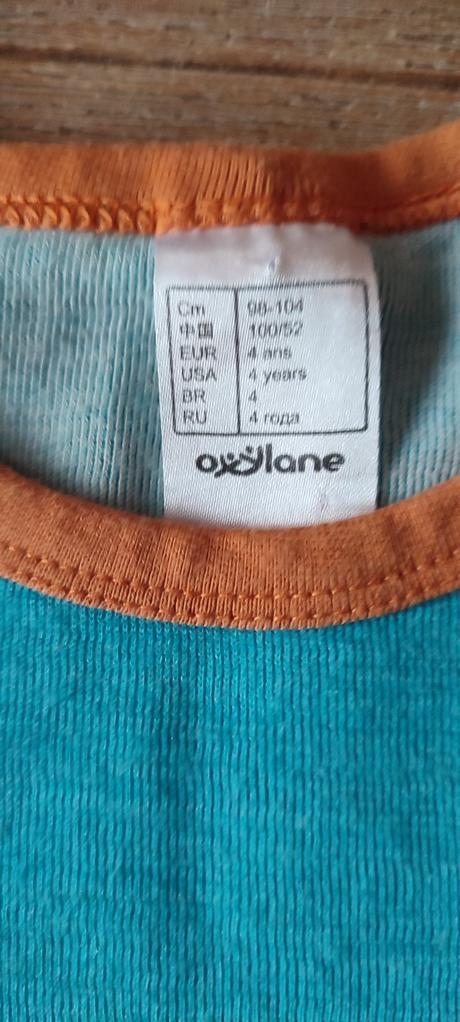 Cm 98-104
中国 100/52
EUR 4 ans
USA 4 years
BR 4
RU 4 года
oxylane